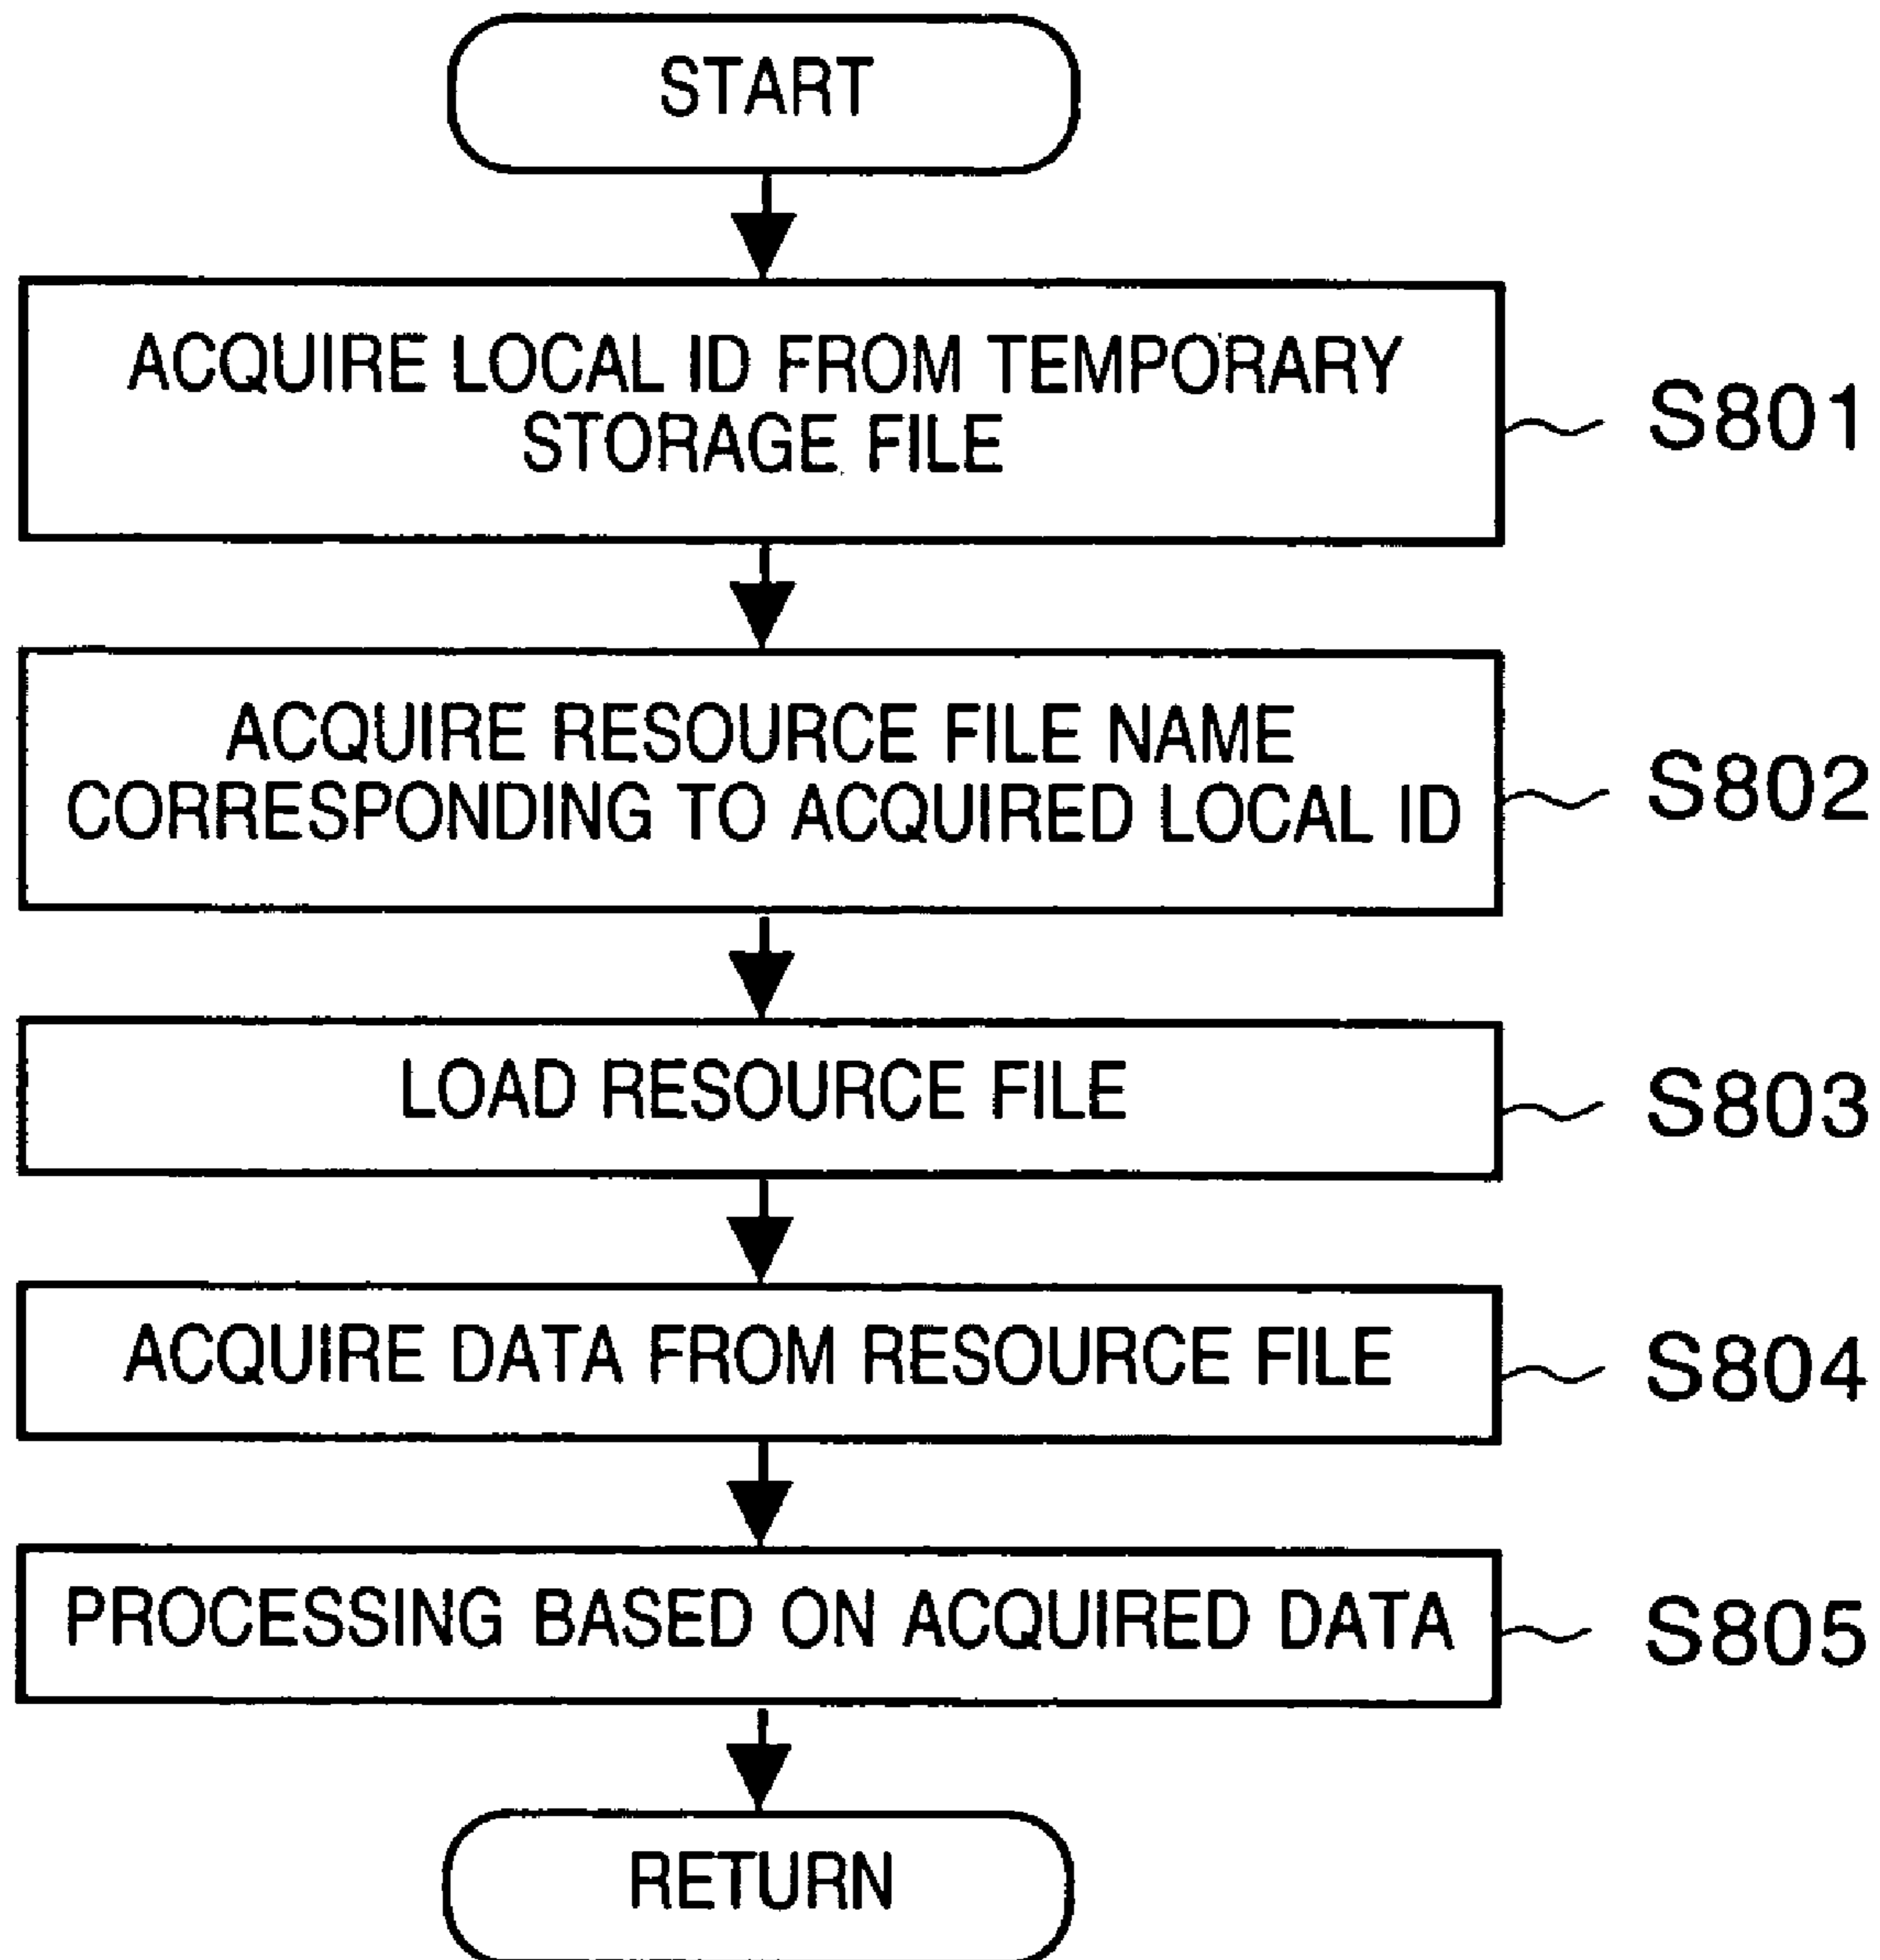 START
ACQUIRE LOCAL ID FROM TEMPORARY
STORAGE FILE
S801
ACQUIRE RESOURCE FILE NAME
CORRESPONDING TO ACQUIRED LOCAL ID
S802
LOAD RESOURCE FILE
S803
ACQUIRE DATA FROM RESOURCE FILE
S804
PROCESSING BASED ON ACQUIRED DATA
S805
RETURN